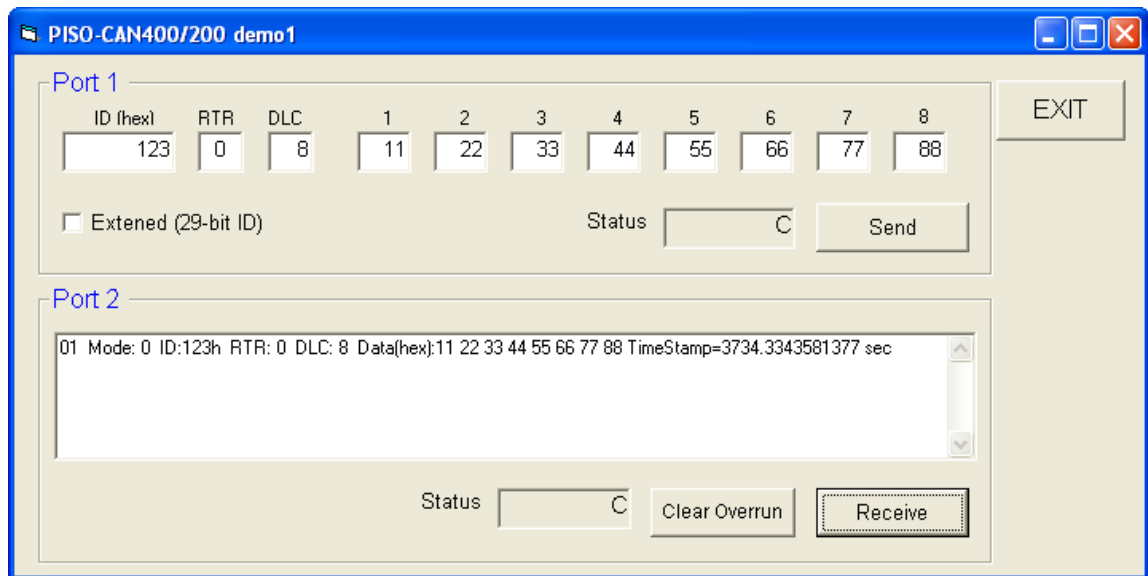 PISO-CAN400/200 demo1
Port 1
EXIT
ID (hex) RTR DLC 1 2 3 4 5 6 7 8
123 0 8 11 22 33 44 55 66 77 88
Extened (29-bit ID) Status C Send
Port 2
01 Mode: 0 ID:123h RTR: 0 DLC: 8 Data(hex):11 22 33 44 55 66 77 88 TimeStamp=3734.3343581377 sec
Status C Clear Overrun Receive